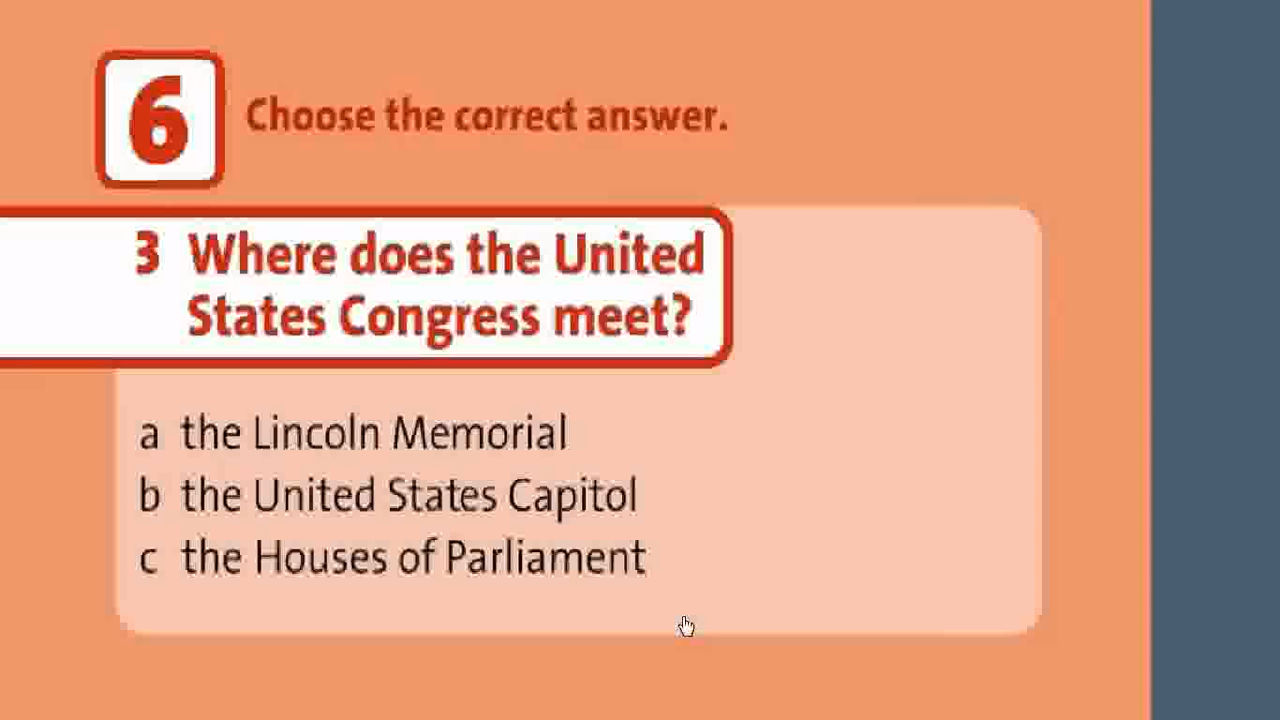 6 Choose the correct answer.
3 Where does the United
States Congress meet?
a the Lincoln Memorial
b the United States Capitol
c the Houses of Parliament